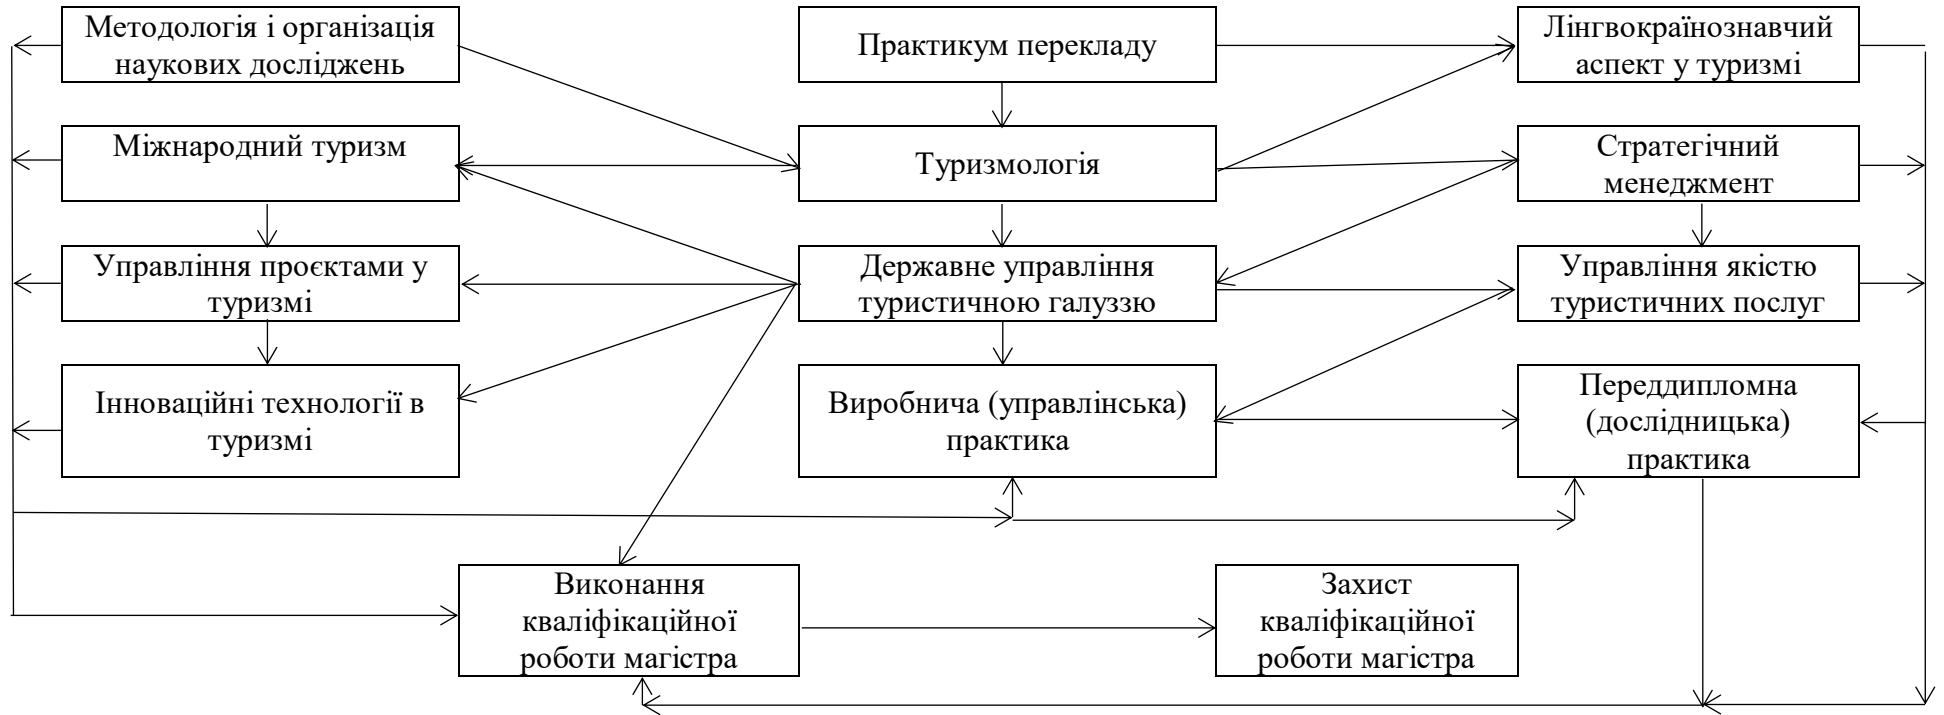 Методологія і організація
наукових досліджень
Практикум перекладу
Лінгвокраїнознавчий
аспект у туризмі
Міжнародний туризм
Туризмологія
Стратегічний
менеджмент
Управління проєктами у
туризмі
Державне управління
туристичною галуззю
Управління якістю
туристичних послуг
Інноваційні технології в
туризмі
Виробнича (управлінська)
практика
Переддипломна
(дослідницька)
практика
Виконання
кваліфікаційної
роботи магістра
Захист
кваліфікаційної
роботи магістра